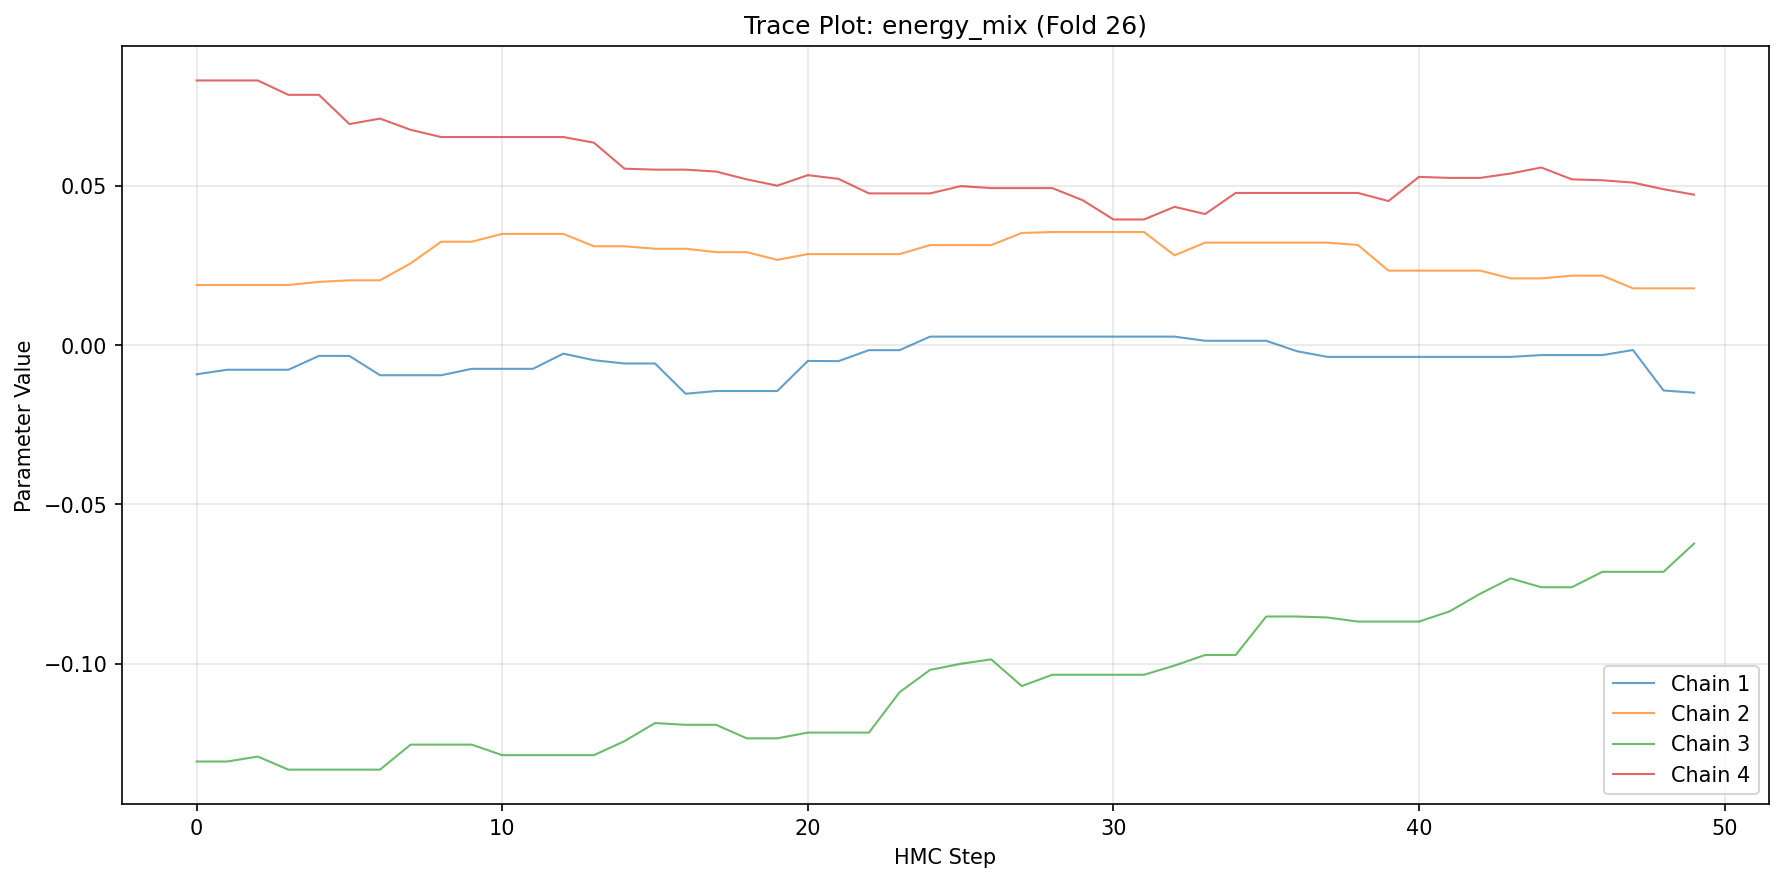 Trace Plot: energy_mix (Fold 26)
Parameter Value
0.05
0.00
−0.05
−0.10
0
10
20
30
40
50
HMC Step
Chain 1
Chain 2
Chain 3
Chain 4